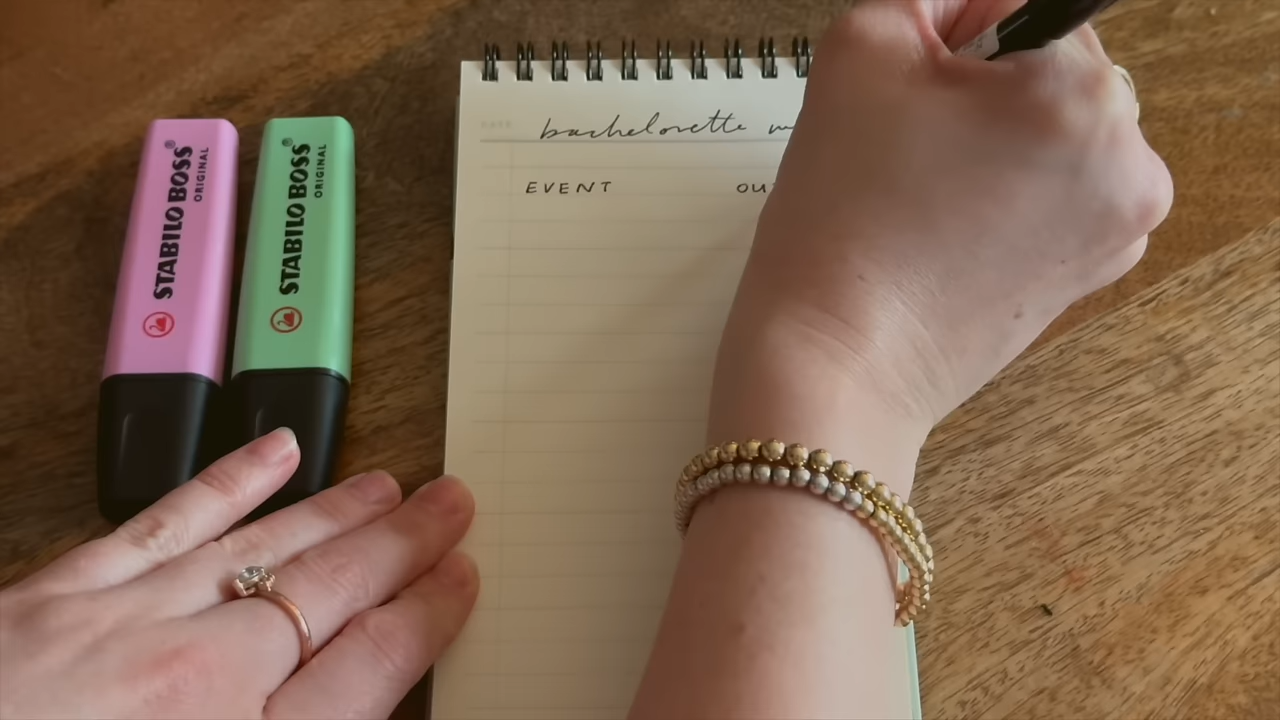 bachelorette
EVENT
STABILO BOSS®
ORIGINAL
STABILO BOSS®
ORIGINAL